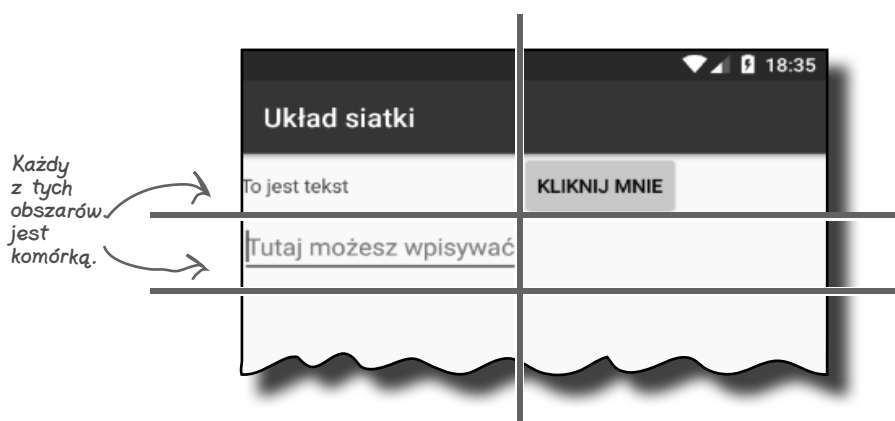 18:35
Układ siatki
Każdy
z tych
obszarów
jest
komórką.
To jest tekst
KLIKNIJ MNIE
Tutaj możesz wpisywać